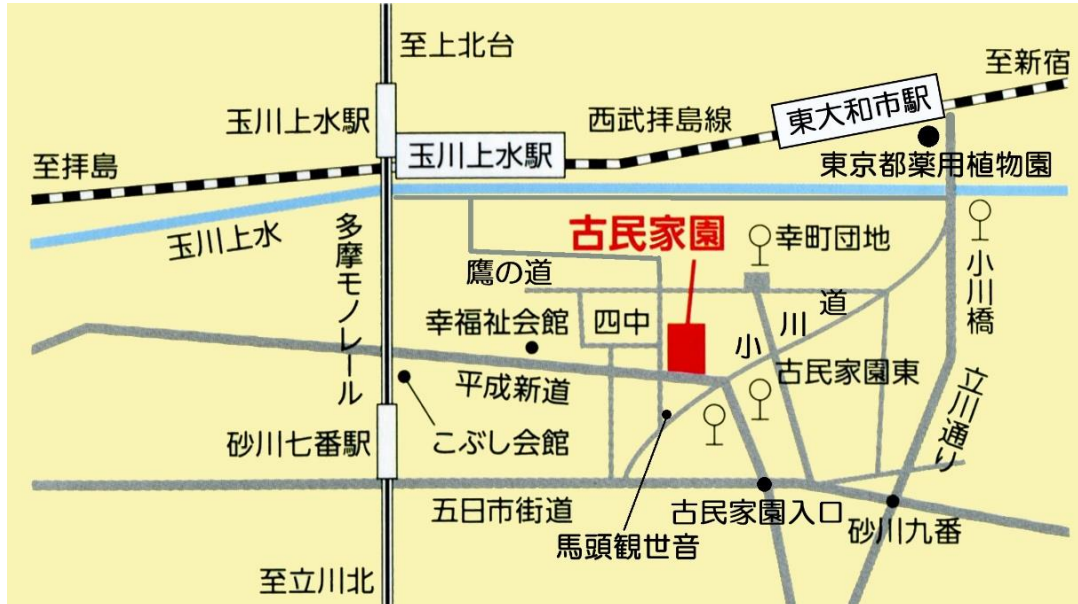 至上北台
至新宿
玉川上水駅
西武拝島線
東大和市駅
玉川上水駅
至拝島
東京都薬用植物園
玉川上水
多摩モノレール
古民家園
幸町団地
小川橋
鷹の道
小川道
幸福祉会館
四中
平成新道
古民家園東
立川通り
砂川七番駅
こぶし会館
五日市街道
古民家園入口
砂川九番
馬頭観世音
至立川北